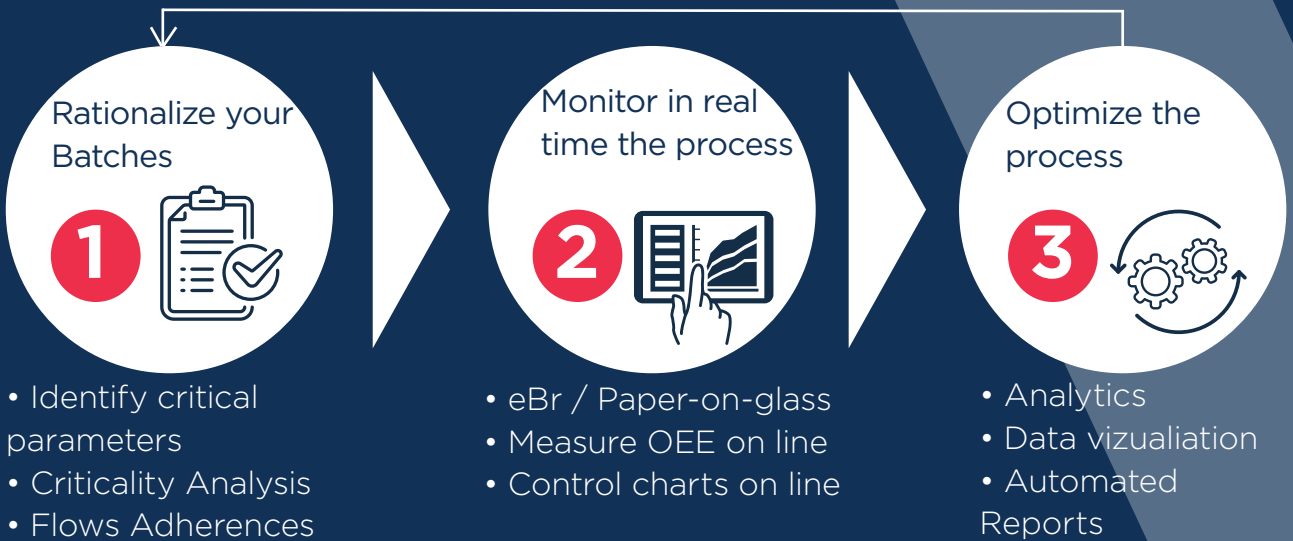 Rationalize your
Batches
1
• Identify critical
parameters
• Criticality Analysis
• Flows Adherences
Monitor in real
time the process
2
• eBr / Paper-on-glass
• Measure OEE on line
• Control charts on line
Optimize the
process
3
• Analytics
• Data vizualiation
• Automated
Reports